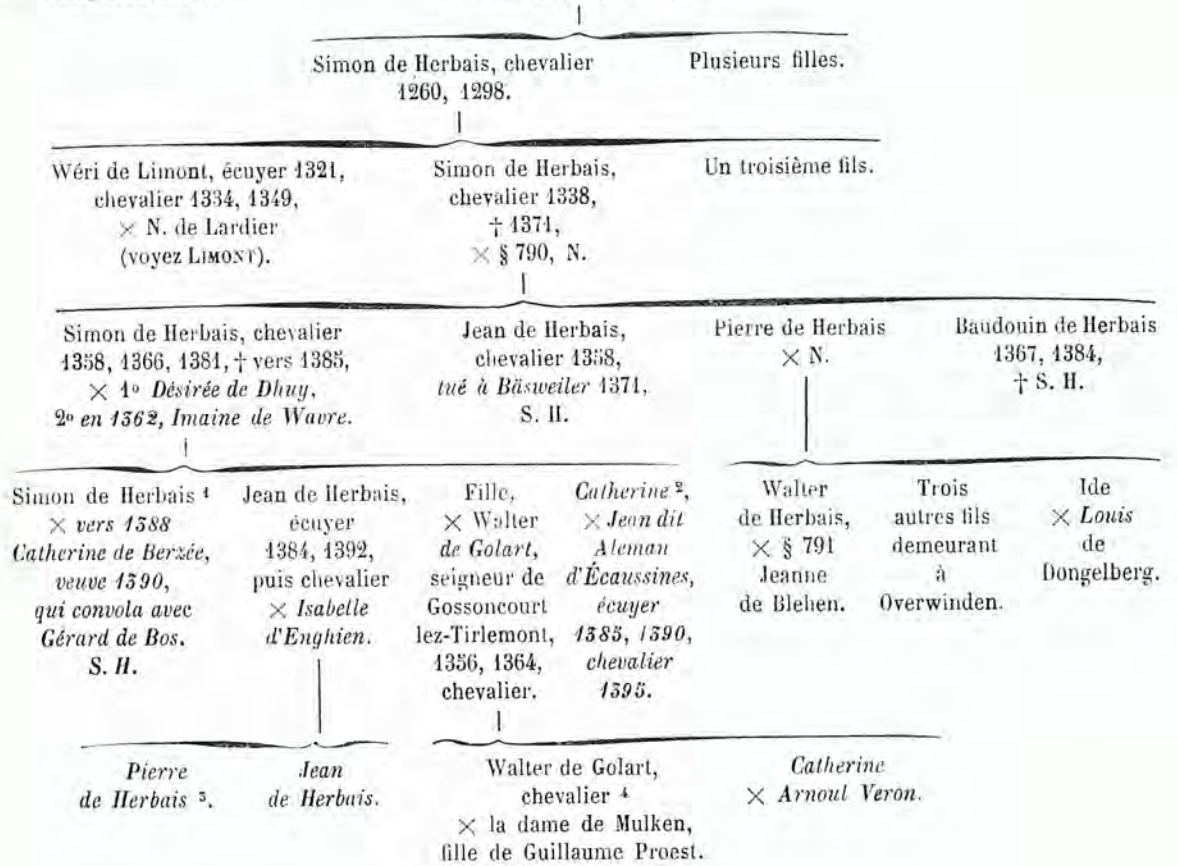 Simon de Herbais, chevalier
1260, 1298.
Plusieurs filles.
Wéri de Limont, écuyer 1321,
chevalier 1334, 1349,
× N. de Lardier
(voyez LIMONT).
Simon de Herbais,
chevalier 1338,
† 1371,
× § 790, N.
Un troisième fils.
Simon de Herbais, chevalier
1358, 1366, 1381, † vers 1385,
× 1º Désirée de Dhuy,
2º en 1362, Imaine de Wavre.
Jean de Herbais,
chevalier 1358,
tué à Bäsweiler 1371,
S. H.
Pierre de Herbais
× N.
Baudouin de Herbais
1367, 1384,
† S. H.
Simon de Herbais 1
× vers 1388
Catherine de Berzée,
veuve 1390,
qui convola avec
Gérard de Bos.
S. H.
Jean de Herbais,
écuyer
1384, 1392,
puis chevalier
× Isabelle
d'Enghien.
Fille,
× Walter
de Golart,
seigneur de
Gossoncourt
lez-Tirlemont,
1356, 1364,
chevalier.
Catherine 2,
× Jean dit
Aleman
d'Écaussines,
écuyer
1385, 1390,
chevalier
1395.
Walter
de Herbais,
× § 791
Jeanne
de Blehen.
Trois
autres fils
demeurant
à
Overwinden.
Ide
× Louis
de
Dongelberg.
Pierre
de Herbais 3.
Jean
de Herbais.
Walter de Golart,
chevalier 4
× la dame de Mulken,
fille de Guillaume Proest.
Catherine
× Arnoul Veron.